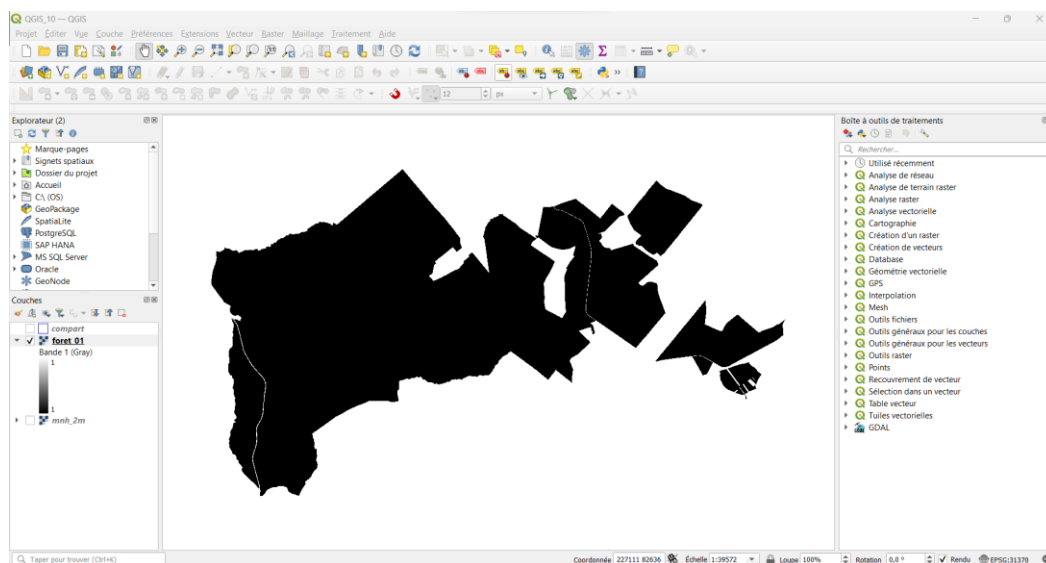 QGIS_10 — QGIS
Projet Éditer Vue Couche Préférences Extensions Vecteur Raster Maillage Traitement Aide
12 px
Explorateur (2)
Marque-pages
Signets spatiaux
Dossier du projet
Accueil
C:\ (OS)
GeoPackage
SpatiaLite
PostgreSQL
SAP HANA
MS SQL Server
Oracle
GeoNode
Couches
compart
foret_01
Bande 1 (Gray)
1
1
mnh_2m
Boîte à outils de traitements
Rechercher...
Utilisé récemment
Analyse de réseau
Analyse de terrain raster
Analyse raster
Analyse vectorielle
Cartographie
Création d'un raster
Création de vecteurs
Database
Géométrie vectorielle
GPS
Interpolation
Mesh
Outils fichiers
Outils généraux pour les couches
Outils généraux pour les vecteurs
Outils raster
Points
Recouvrement de vecteur
Sélection dans un vecteur
Table vecteur
Tuiles vectorielles
GDAL
Taper pour trouver (Ctrl+K) Coordonnée 227111 82636 Échelle 1:39572 Loupe 100% Rotation 0,0 ° Rendu EPSG:31370